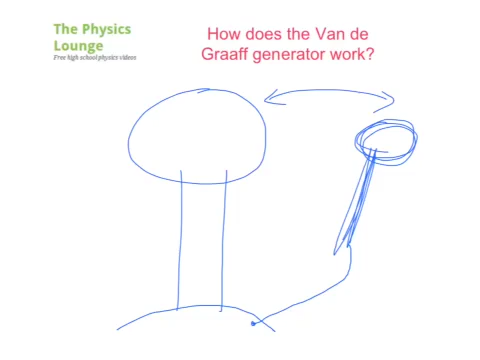 The Physics
Lounge
Free high school physics videos
How does the Van de
Graaff generator work?